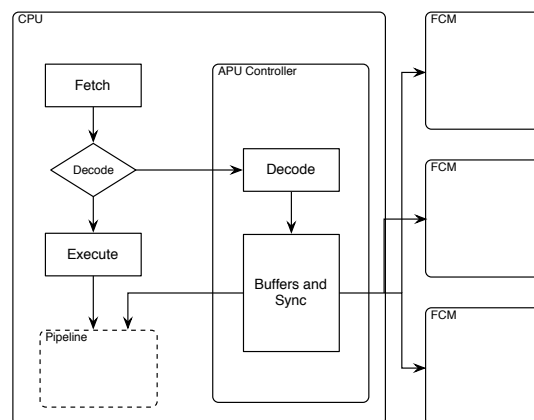 CPU
FCM
APU Controller
Fetch
Decode
Decode
FCM
Execute
Buffers and
Sync
FCM
Pipeline